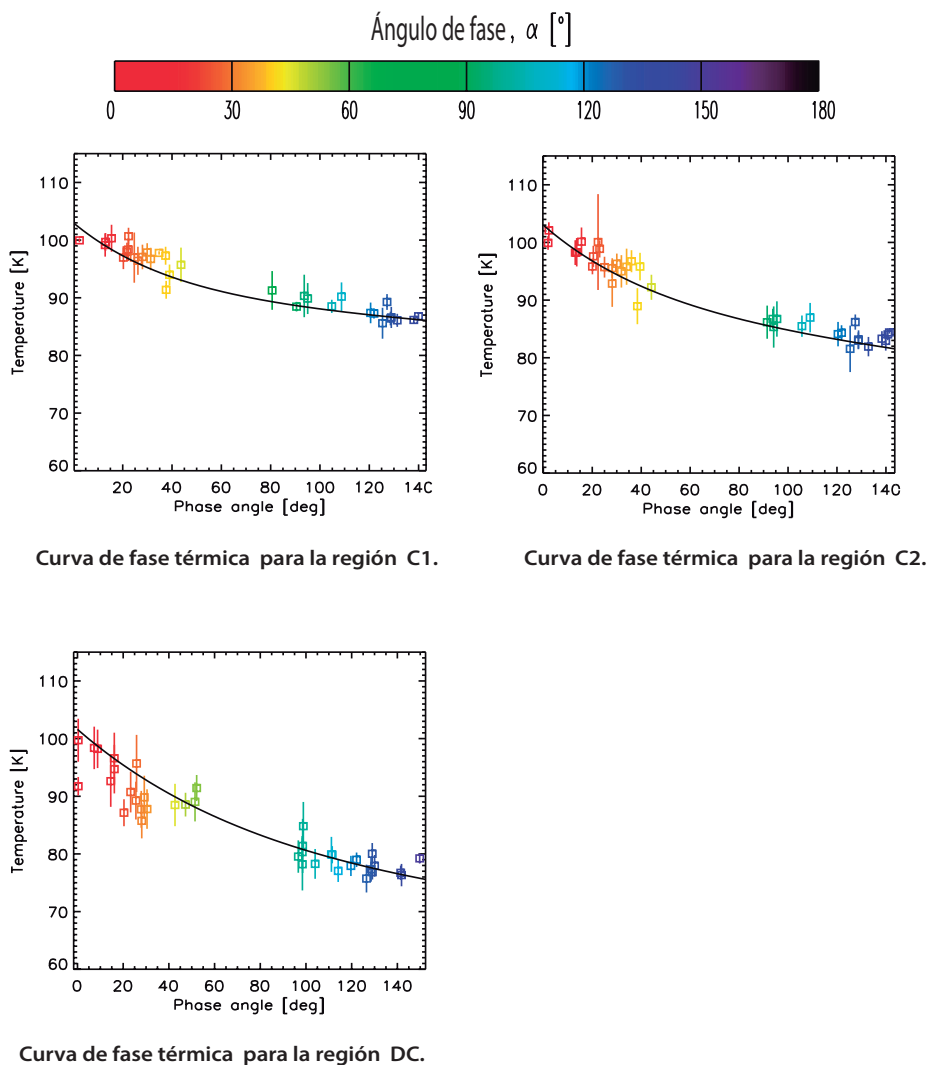 Ángulo de fase, α [°]
0 30 60 90 120 150 180
110
100
90
80
70
60
Temperature [K]
20 40 60 80 100 120 140
Phase angle [deg]
Curva de fase térmica para la región C1.
110
100
90
80
70
60
Temperature [K]
0 20 40 60 80 100 120 140
Phase angle [deg]
Curva de fase térmica para la región C2.
110
100
90
80
70
60
Temperature [K]
0 20 40 60 80 100 120 140
Phase angle [deg]
Curva de fase térmica para la región DC.